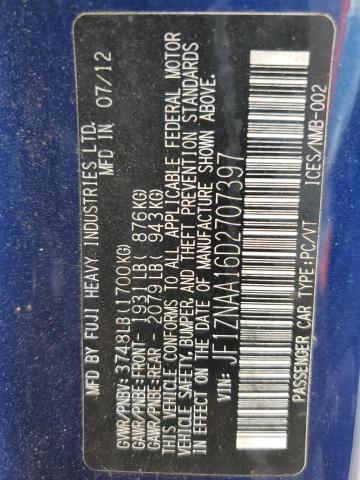 MFD BY FUJI HEAVY INDUSTRIES LTD.
MFD IN 07/12
GVWR/PNBV: 3748LB(1700KG)
GAWR/PNBE:FRONT- 1931LB( 876KG)
GAWR/PNBE:REAR - 2079LB( 943KG)
THIS VEHICLE CONFORMS TO ALL APPLICABLE FEDERAL MOTOR
VEHICLE SAFETY, BUMPER, AND THEFT PREVENTION STANDARDS
IN EFFECT ON THE DATE OF MANUFACTURE SHOWN ABOVE.
JF1ZNAA16D2707397
PASSENGER CAR TYPE:PC/VT ICES/NMB-002